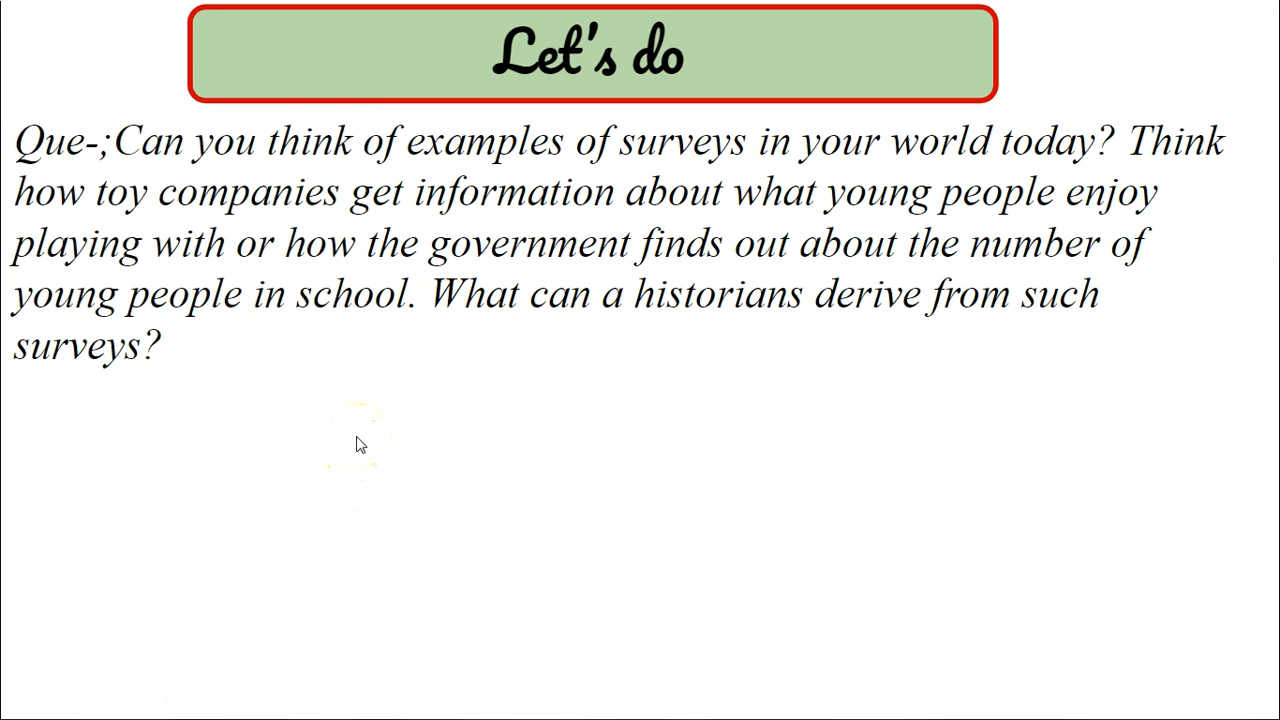 Let's do
Que-;Can you think of examples of surveys in your world today? Think
how toy companies get information about what young people enjoy
playing with or how the government finds out about the number of
young people in school. What can a historians derive from such
surveys?